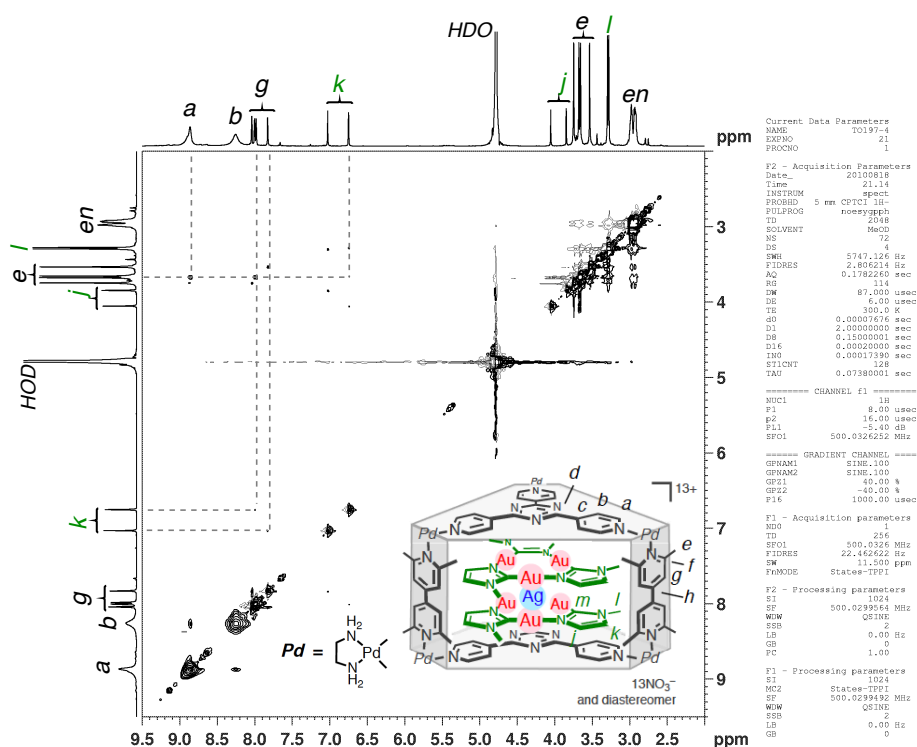 HDO
l
e
k
j
g
a
b
en
ppm
en
l
e
j
HOD
k
g
b
a
3
4
5
6
7
8
9
ppm
9.5 9.0 8.5 8.0 7.5 7.0 6.5 6.0 5.5 5.0 4.5 4.0 3.5 3.0 2.5 ppm
13+
Pd
N
N N
d
c b a
Pd N N Pd
N N
Au Au
N N
Au
N N
Ag
Au Au
m
l
Au
N N
j k
e
f
g
h
Pd N N Pd
Pd =
H2
N
Pd
N
H2
13NO3−
and diastereomer
Current Data Parameters
NAME TO197-4
EXPNO 21
PROCNO 1
F2 - Acquisition Parameters
Date_ 20100818
Time 21.14
INSTRUM spect
PROBHD 5 mm CPTCI 1H-
PULPROG noesygpph
TD 2048
SOLVENT MeOD
NS 72
DS 4
SWH 5747.126 Hz
FIDRES 2.806214 Hz
AQ 0.1782260 sec
RG 114
DW 87.000 usec
DE 6.00 usec
TE 300.0 K
d0 0.00007676 sec
D1 2.00000000 sec
D8 0.15000001 sec
D16 0.00020000 sec
IN0 0.00017390 sec
STICNT 128
TAU 0.07380001 sec
======== CHANNEL f1 ========
NUC1 1H
P1 8.00 usec
p2 16.00 usec
PL1 -5.40 dB
SFO1 500.0326252 MHz
====== GRADIENT CHANNEL =====
GPNAM1 SINE.100
GPNAM2 SINE.100
GPZ1 40.00 %
GPZ2 -40.00 %
P16 1000.00 usec
F1 - Acquisition parameters
ND0 1
TD 256
SFO1 500.0326 MHz
FIDRES 22.462622 Hz
SW 11.500 ppm
FnMODE States-TPPI
F2 - Processing parameters
SI 1024
SF 500.0299564 MHz
WDW QSINE
SSB 2
LB 0.00 Hz
GB 0
PC 1.00
F1 - Processing parameters
SI 1024
MC2 States-TPPI
SF 500.0299492 MHz
WDW QSINE
SSB 2
LB 0.00 Hz
GB 0